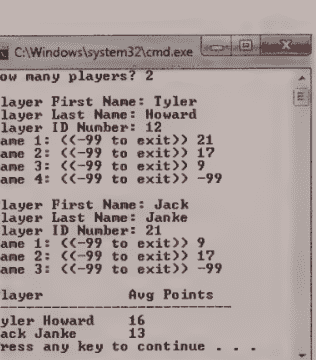 C:\Windows\system32\cmd.exe
ow many players? 2
layer First Name: Tyler
layer Last Name: Howard
layer ID Number: 12
ame 1: <<-99 to exit>> 21
ame 2: <<-99 to exit>> 17
ame 3: <<-99 to exit>> 9
ame 4: <<-99 to exit>> -99
layer First Name: Jack
layer Last Name: Janke
layer ID Number: 21
ame 1: <<-99 to exit>> 9
ame 2: <<-99 to exit>> 17
ame 3: <<-99 to exit>> -99
layer Avg Points
-----------------------------
yler Howard 16
ack Janke 13
ress any key to continue . . .